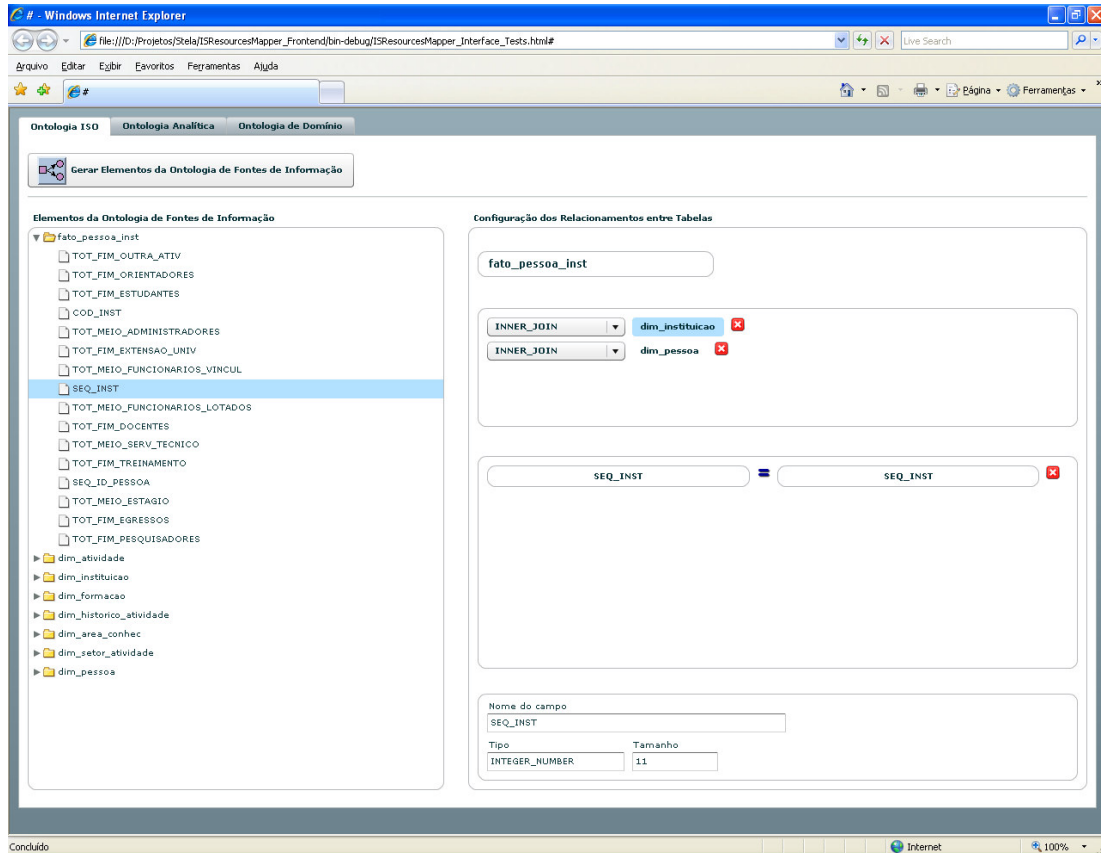 # - Windows Internet Explorer
file:///D:/Projetos/Stela/ISResourcesMapper_Frontend/bin-debug/ISResourcesMapper_Interface_Tests.html#
Live Search
Arquivo Editar Exibir Favoritos Ferramentas Ajuda
#
Página Ferramentas
Ontologia ISO Ontologia Analítica Ontologia de Domínio
Gerar Elementos da Ontologia de Fontes de Informação
Elementos da Ontologia de Fontes de Informação
fato_pessoa_inst
TOT_FIM_OUTRA_ATIV
TOT_FIM_ORIENTADORES
TOT_FIM_ESTUDANTES
COD_INST
TOT_MEIO_ADMINISTRADORES
TOT_FIM_EXTENSAO_UNIV
TOT_MEIO_FUNCIONARIOS_VINCUL
SEQ_INST
TOT_MEIO_FUNCIONARIOS_LOTADOS
TOT_FIM_DOCENTES
TOT_MEIO_SERV_TECNICO
TOT_FIM_TREINAMENTO
SEQ_ID_PESSOA
TOT_MEIO_ESTAGIO
TOT_FIM_EGRESSOS
TOT_FIM_PESQUISADORES
dim_atividade
dim_instituicao
dim_formacao
dim_historico_atividade
dim_area_conhec
dim_setor_atividade
dim_pessoa
Configuração dos Relacionamentos entre Tabelas
fato_pessoa_inst
INNER_JOIN dim_instituicao
INNER_JOIN dim_pessoa
SEQ_INST = SEQ_INST
Nome do campo
SEQ_INST
Tipo Tamanho
INTEGER_NUMBER 11
Concluído Internet 100%